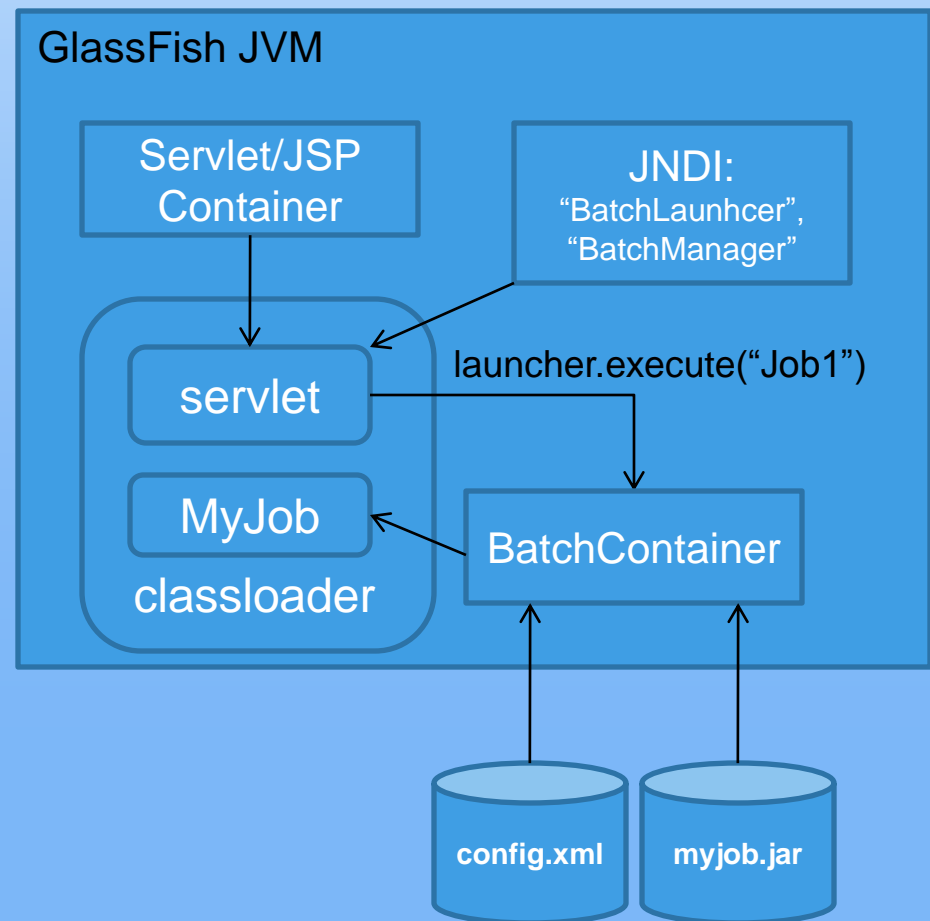 GlassFish JVM
Servlet/JSP
Container
JNDI:
“BatchLaunhcer”,
“BatchManager”
servlet
launcher.execute(“Job1”)
MyJob
BatchContainer
classloader
config.xml
myjob.jar